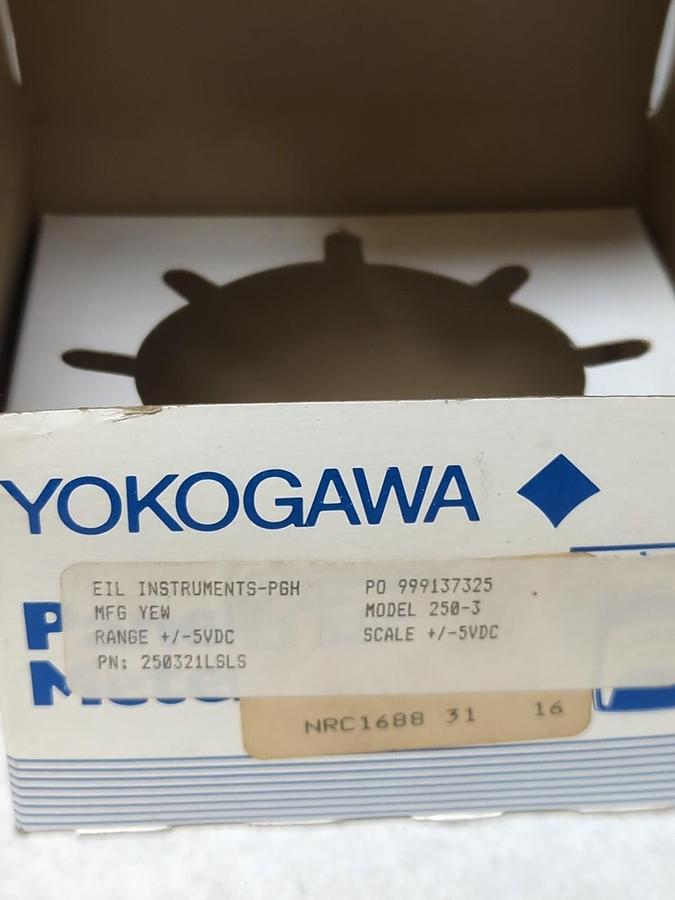 YOKOGAWA
EIL INSTRUMENTS-PGH PO 999137325
MFG YEW MODEL 250-3
RANGE +/-5VDC SCALE +/-5VDC
PN: 250321LSLS
NRC1688 31 16